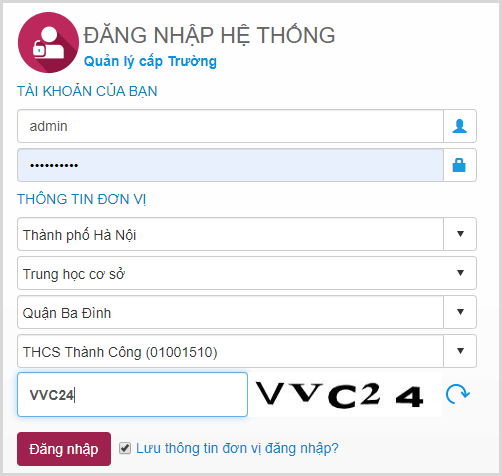 ĐĂNG NHẬP HỆ THỐNG
Quản lý cấp Trường
TÀI KHOẢN CỦA BẠN
admin
••••••••••
THÔNG TIN ĐƠN VỊ
Thành phố Hà Nội
Trung học cơ sở
Quận Ba Đình
THCS Thành Công (01001510)
VVC24 VVC24
Đăng nhập Lưu thông tin đơn vị đăng nhập?